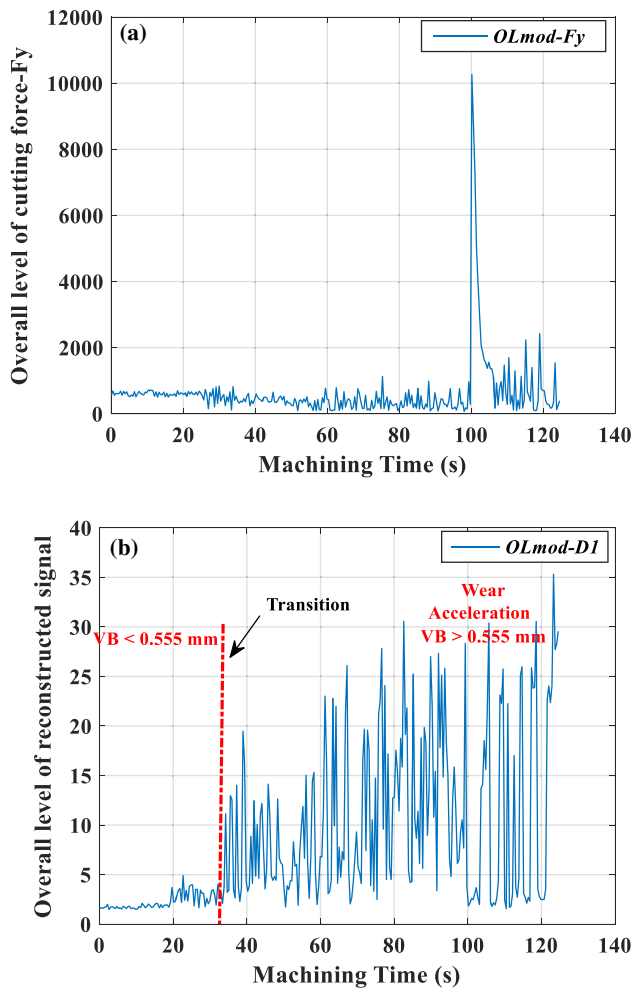 (a)
OLmod-Fy
12000
10000
8000
6000
4000
2000
0
0 20 40 60 80 100 120 140
Overall level of cutting force-Fy
Machining Time (s)
(b)
OLmod-D1
40
35
30
25
20
15
10
5
0
Wear
Acceleration
VB > 0.555 mm
Transition
VB < 0.555 mm
0 20 40 60 80 100 120 140
Overall level of reconstructed signal
Machining Time (s)